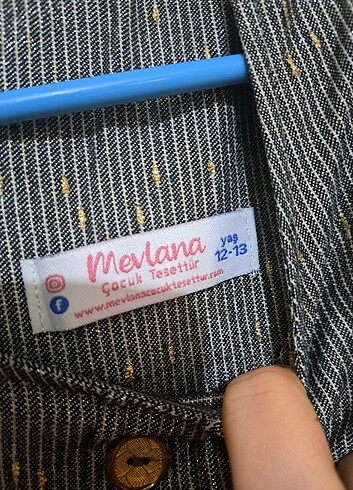 Mevlana
Çocuk Tesettür
yaş
12-13
www.mevlanacocuktesettur.com